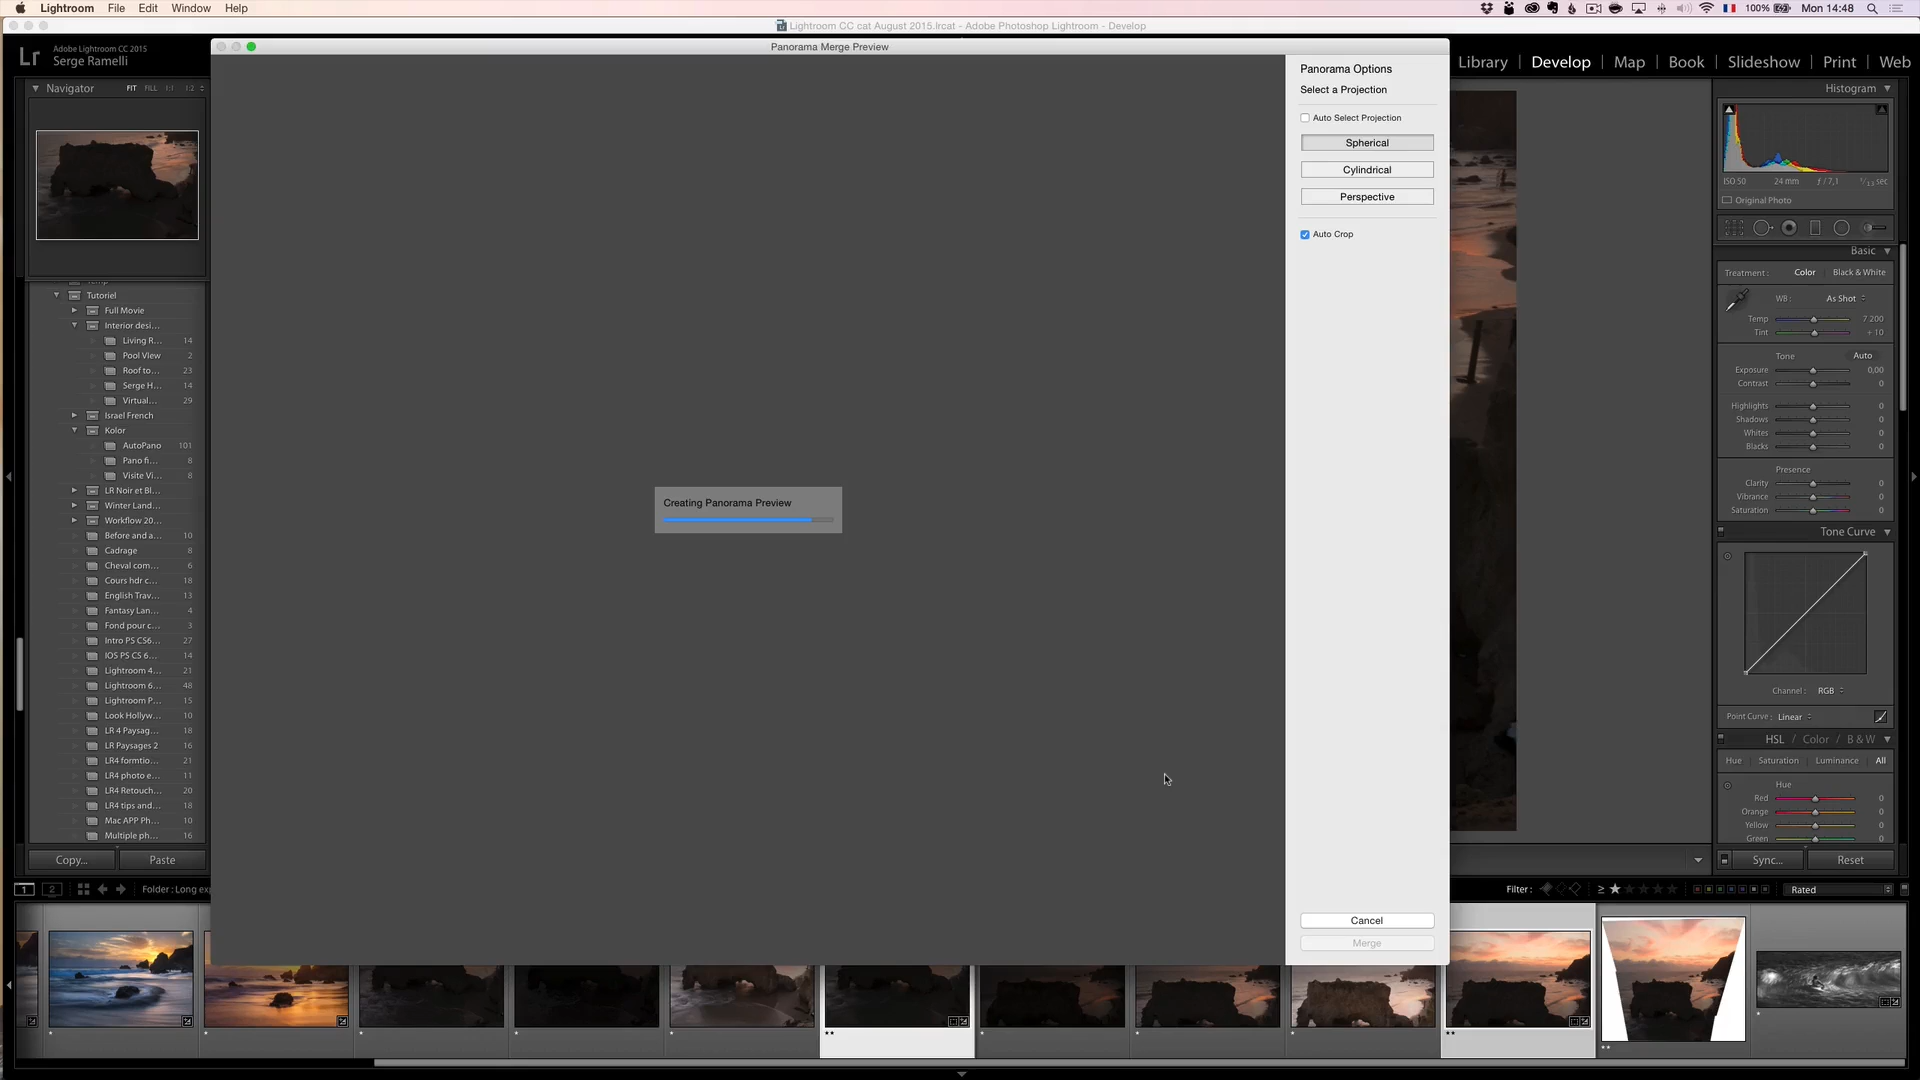 Lightroom File Edit Window Help 100% Mon 14:48
Lightroom CC cat August 2015.lrcat - Adobe Photoshop Lightroom - Develop
Panorama Merge Preview
Lr
Adobe Lightroom CC 2015
Serge Ramelli
Library | Develop | Map | Book | Slideshow | Print | Web
Navigator FIT FILL 1:1 1:2
Tutoriel
Full Movie
Interior desi...
Living R... 14
Pool VIew 2
Roof to... 23
Serge H... 14
Virtual... 29
Israel French
Kolor
AutoPano 101
Pano fi... 8
Visite Vi... 8
LR Noir et Bl...
Winter Land...
Workflow 20...
Before and a... 10
Cadrage 8
Cheval com... 6
Cours hdr c... 18
English Trav... 13
Fantasy Lan... 4
Fond pour c... 3
Intro PS CS6... 27
IOS PS CS 6... 14
Lightroom 4... 21
Lightroom 6... 48
Lightroom P... 15
Look Hollyw... 10
LR 4 Paysag... 18
LR Paysages 2 16
LR4 formtio... 21
LR4 photo e... 11
LR4 Retouch... 20
LR4 tips and... 18
Mac APP Ph... 10
Multiple ph... 16
Copy... Paste
Creating Panorama Preview
Panorama Options
Select a Projection
Auto Select Projection
Spherical
Cylindrical
Perspective
Auto Crop
Cancel
Merge
Histogram
ISO 50 24 mm ƒ / 7,1 1/13 sec
Original Photo
Basic
Treatment : Color Black & White
WB : As Shot
Temp 7 200
Tint + 10
Tone Auto
Exposure 0,00
Contrast 0
Highlights 0
Shadows 0
Whites 0
Blacks 0
Presence
Clarity 0
Vibrance 0
Saturation 0
Tone Curve
Channel : RGB
Point Curve : Linear
HSL / Color / B & W
Hue Saturation Luminance All
Hue
Red 0
Orange 0
Yellow 0
Green 0
Sync... Reset
1 2 Folder : Long ex
Filter : ≥ ★ Rated